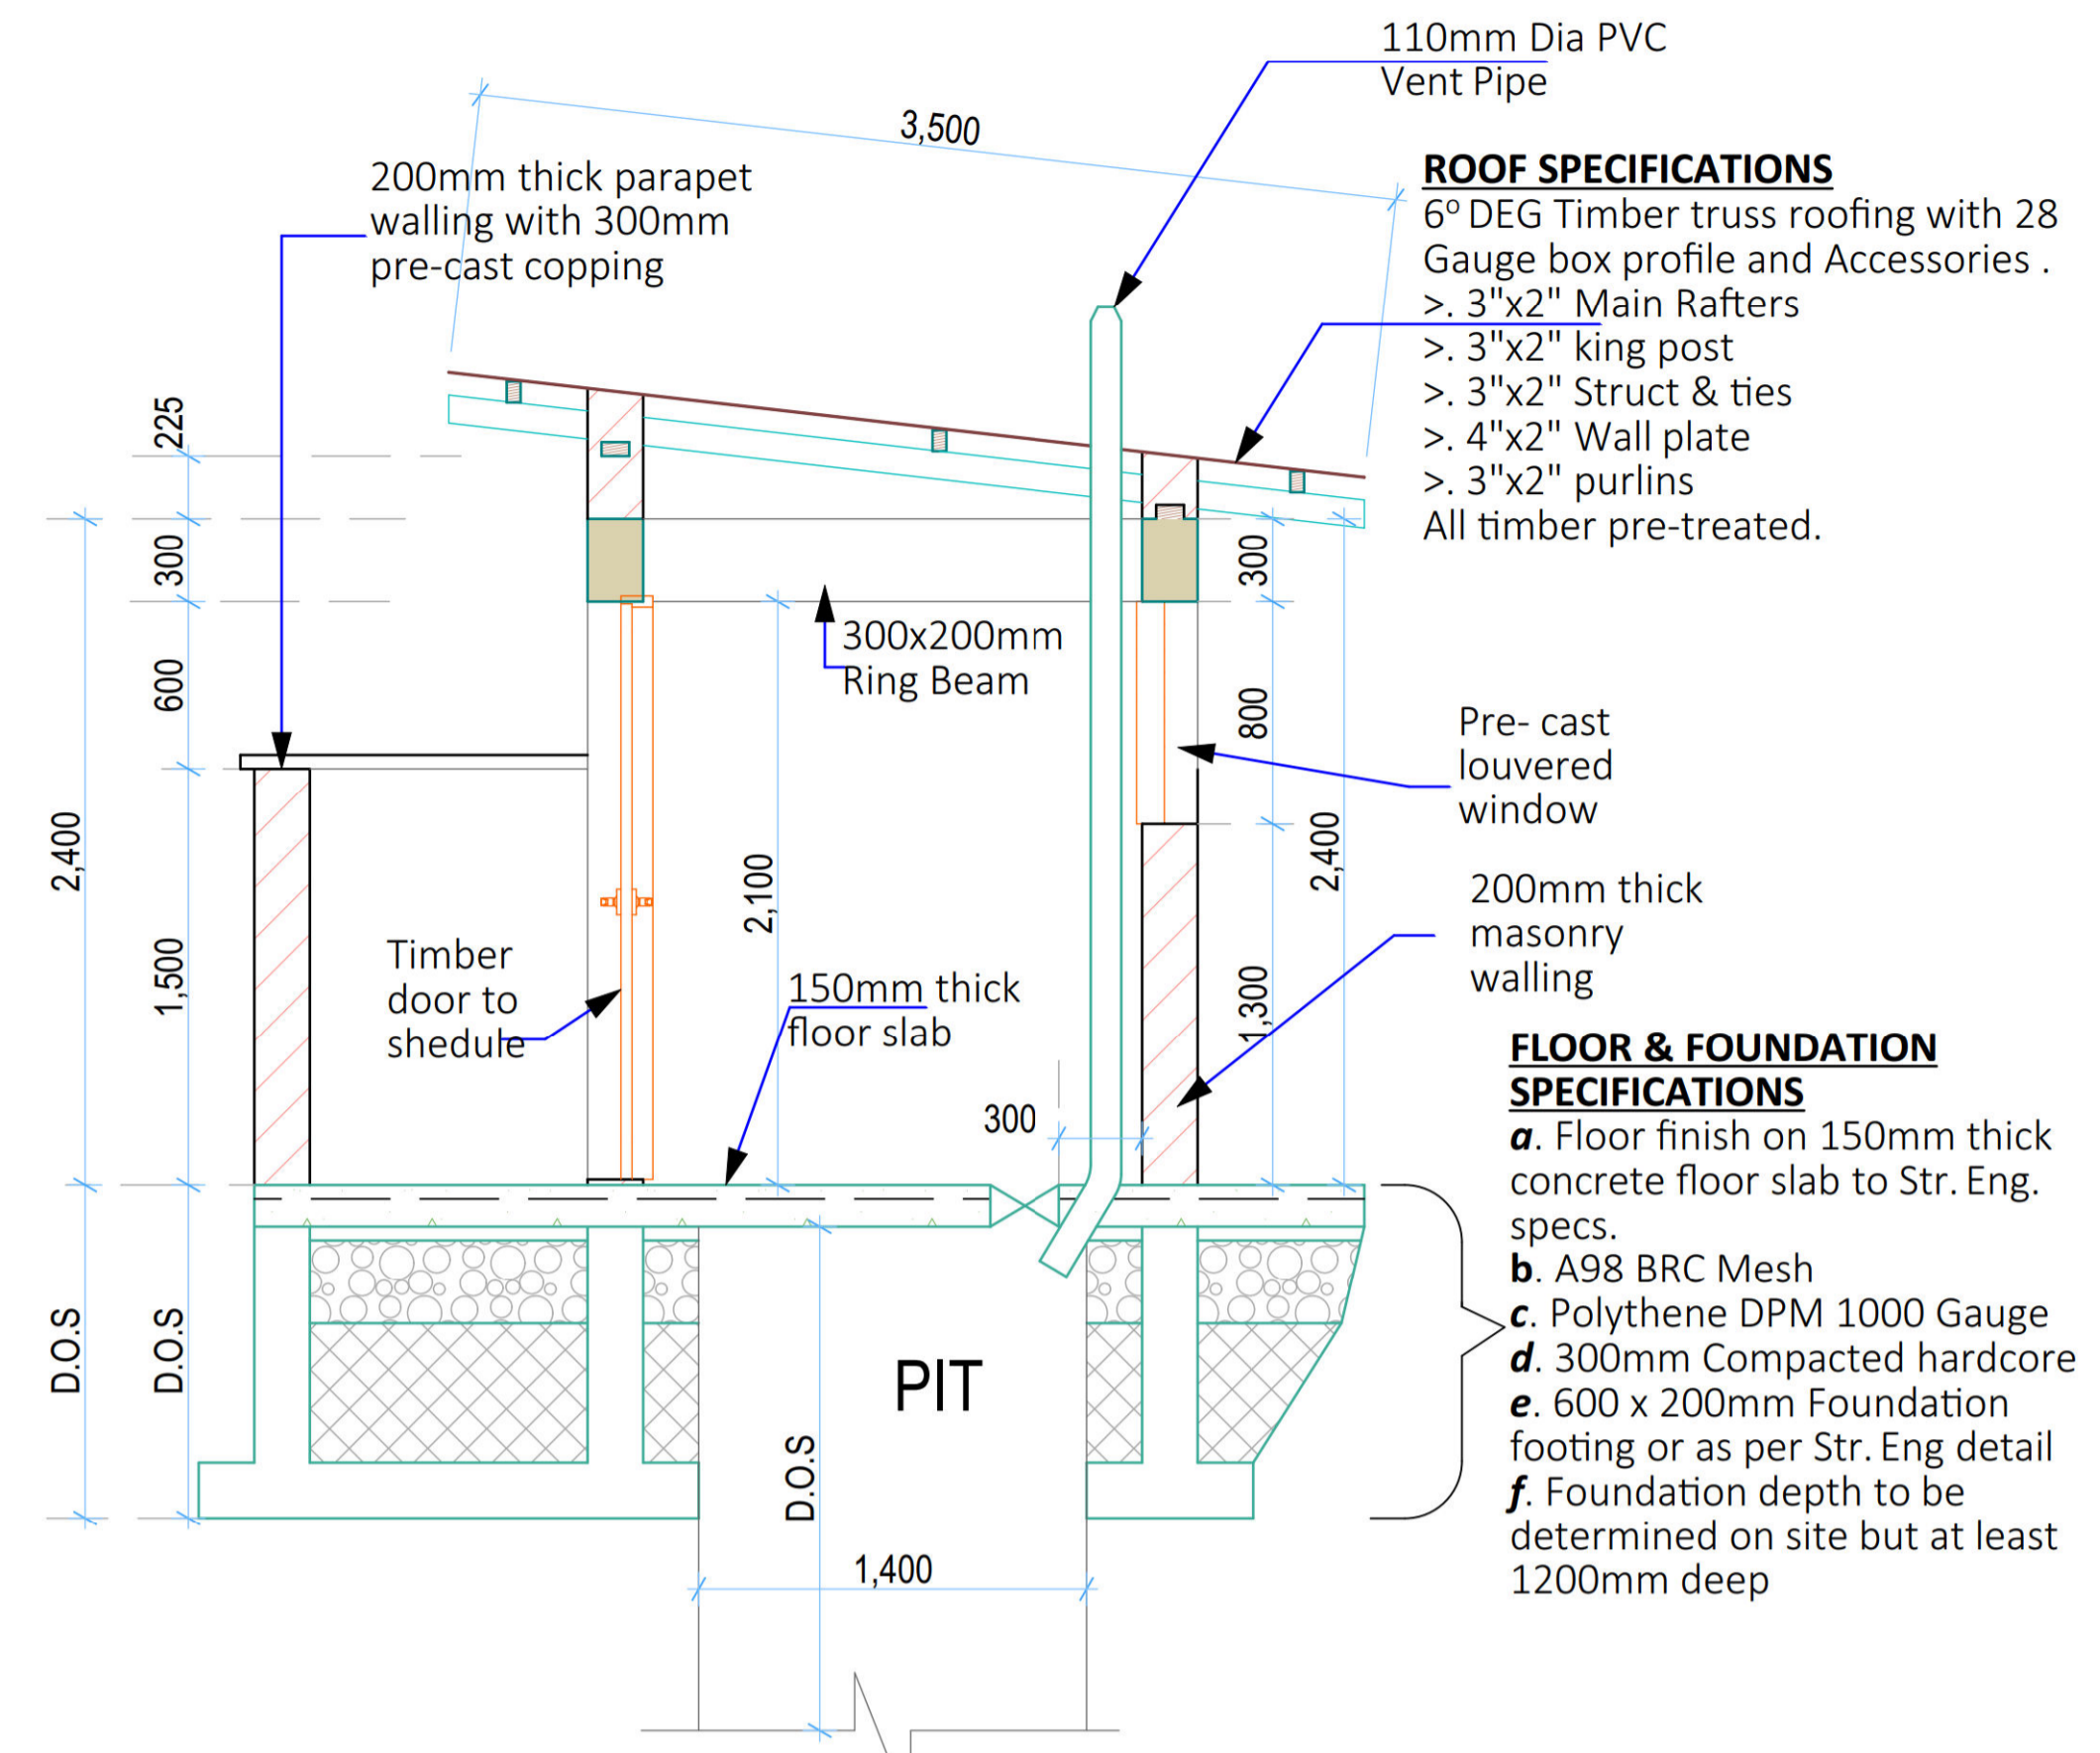 110mm Dia PVC
Vent Pipe
3,500
200mm thick parapet
walling with 300mm
pre-cast copping
ROOF SPECIFICATIONS
6º DEG Timber truss roofing with 28
Gauge box profile and Accessories .
>. 3"x2" Main Rafters
>. 3"x2" king post
>. 3"x2" Struct & ties
>. 4"x2" Wall plate
>. 3"x2" purlins
All timber pre-treated.
225
300
600
2,400
1,500
D.O.S
D.O.S
300x200mm
Ring Beam
2,100
300
800
2,400
1,300
Pre- cast
louvered
window
200mm thick
masonry
walling
Timber
door to
shedule
150mm thick
floor slab
300
FLOOR & FOUNDATION
SPECIFICATIONS
a. Floor finish on 150mm thick
concrete floor slab to Str. Eng.
specs.
b. A98 BRC Mesh
c. Polythene DPM 1000 Gauge
d. 300mm Compacted hardcore
e. 600 x 200mm Foundation
footing or as per Str. Eng detail
f. Foundation depth to be
determined on site but at least
1200mm deep
PIT
D.O.S
1,400